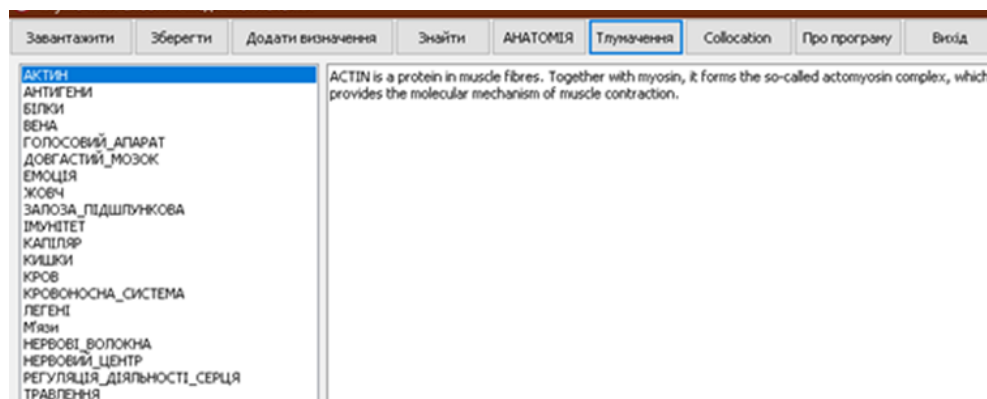 Завантажити Зберегти Додати визначення Знайти АНАТОМІЯ Тлумачення Collocation Про програму Вихід
АКТИН
АНТИГЕНИ
БІЛКИ
ВЕНА
ГОЛОСОВИЙ_АПАРАТ
ДОВГАСТИЙ_МОЗОК
ЕМОЦІЯ
ЖОВЧ
ЗАЛОЗА_ПІДШЛУНКОВА
ІМУНІТЕТ
КАПІЛЯР
КИШКИ
КРОВ
КРОВОНОСНА_СИСТЕМА
ЛЕГЕНІ
М'язи
НЕРВОВІ_ВОЛОКНА
НЕРВОВИЙ_ЦЕНТР
РЕГУЛЯЦІЯ_ДІЯЛЬНОСТІ_СЕРЦЯ
ТРАВЛЕННЯ
ACTIN is a protein in muscle fibres. Together with myosin, it forms the so-called actomyosin complex, which
provides the molecular mechanism of muscle contraction.